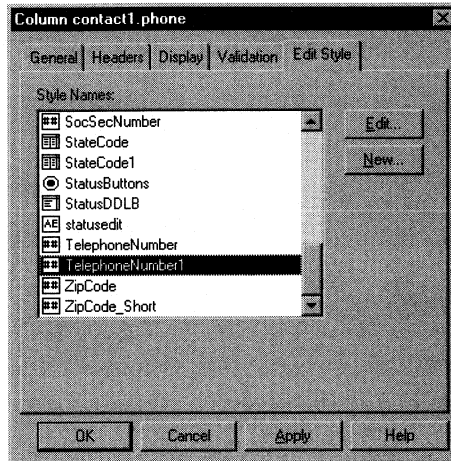 Column contact1.phone
General Headers Display Validation Edit Style
Style Names:
## SocSecNumber
StateCode
StateCode1
StatusButtons
StatusDDLB
AE statusedit
## TelephoneNumber
## TelephoneNumber1
## ZipCode
## ZipCode_Short
Edit...
New...
OK Cancel Apply Help